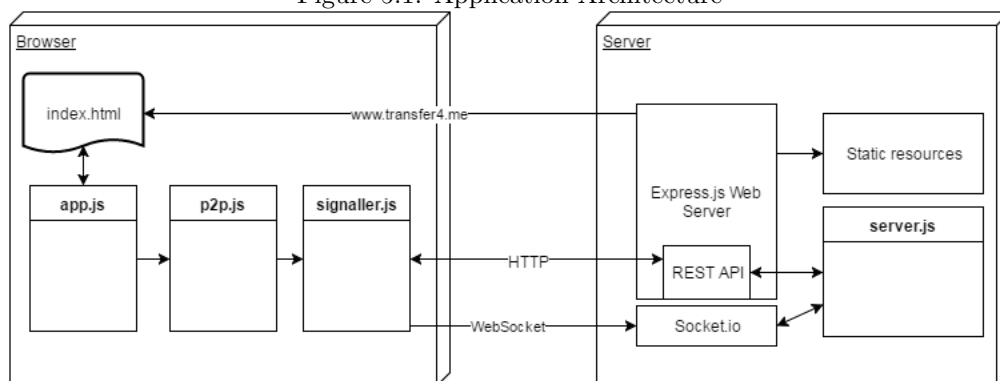 Figure 3.1: Application Architecture
Browser
Server
index.html
www.transfer4.me
Static resources
Express.js Web
Server
app.js
p2p.js
signaller.js
server.js
HTTP
REST API
WebSocket
Socket.io